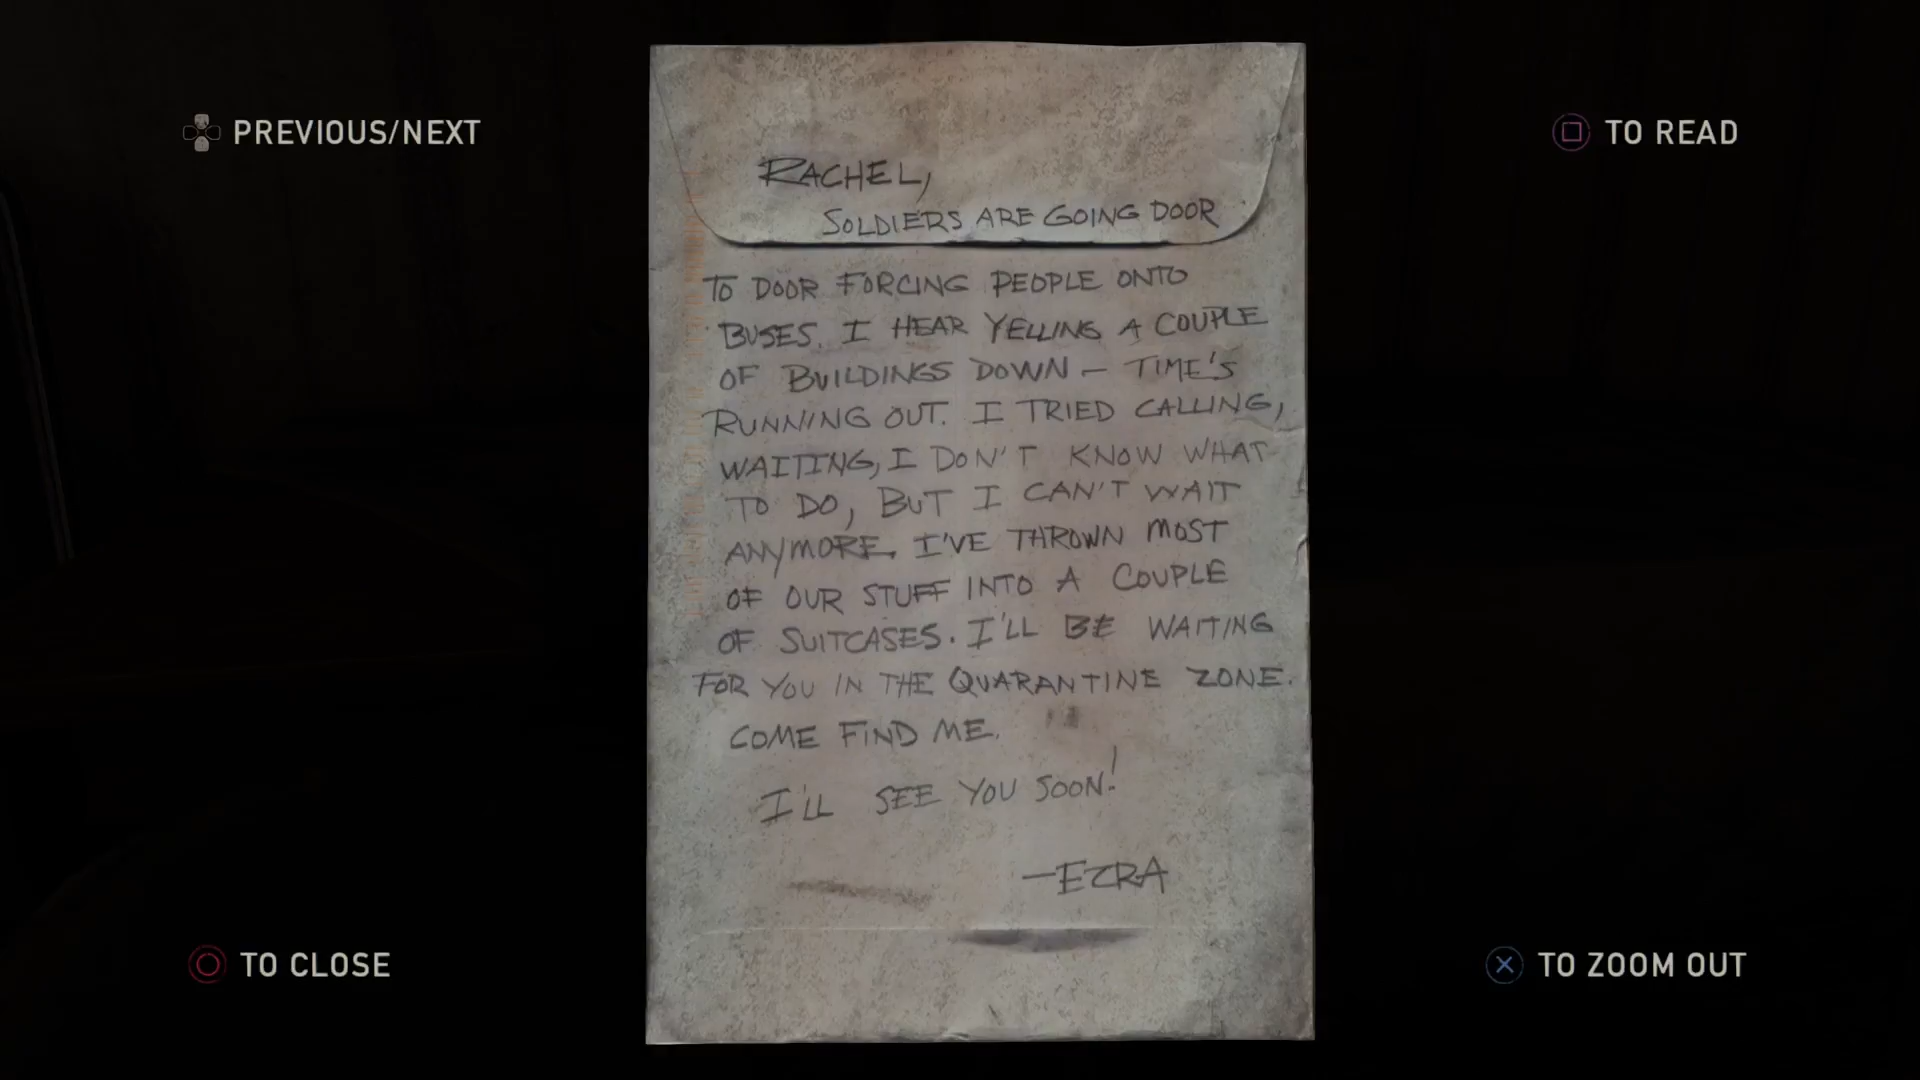 PREVIOUS/NEXT
TO READ
RACHEL,
SOLDIERS ARE GOING DOOR
TO DOOR FORCING PEOPLE ONTO
BUSES. I HEAR YELLING A COUPLE
OF BUILDINGS DOWN – TIME'S
RUNNING OUT. I TRIED CALLING,
WAITING, I DON'T KNOW WHAT
TO DO, BUT I CAN'T WAIT
ANYMORE. I'VE THROWN MOST
OF OUR STUFF INTO A COUPLE
OF SUITCASES. I'LL BE WAITING
FOR YOU IN THE QUARANTINE ZONE.
COME FIND ME.
I'LL SEE YOU SOON!
—EZRA
TO CLOSE
TO ZOOM OUT